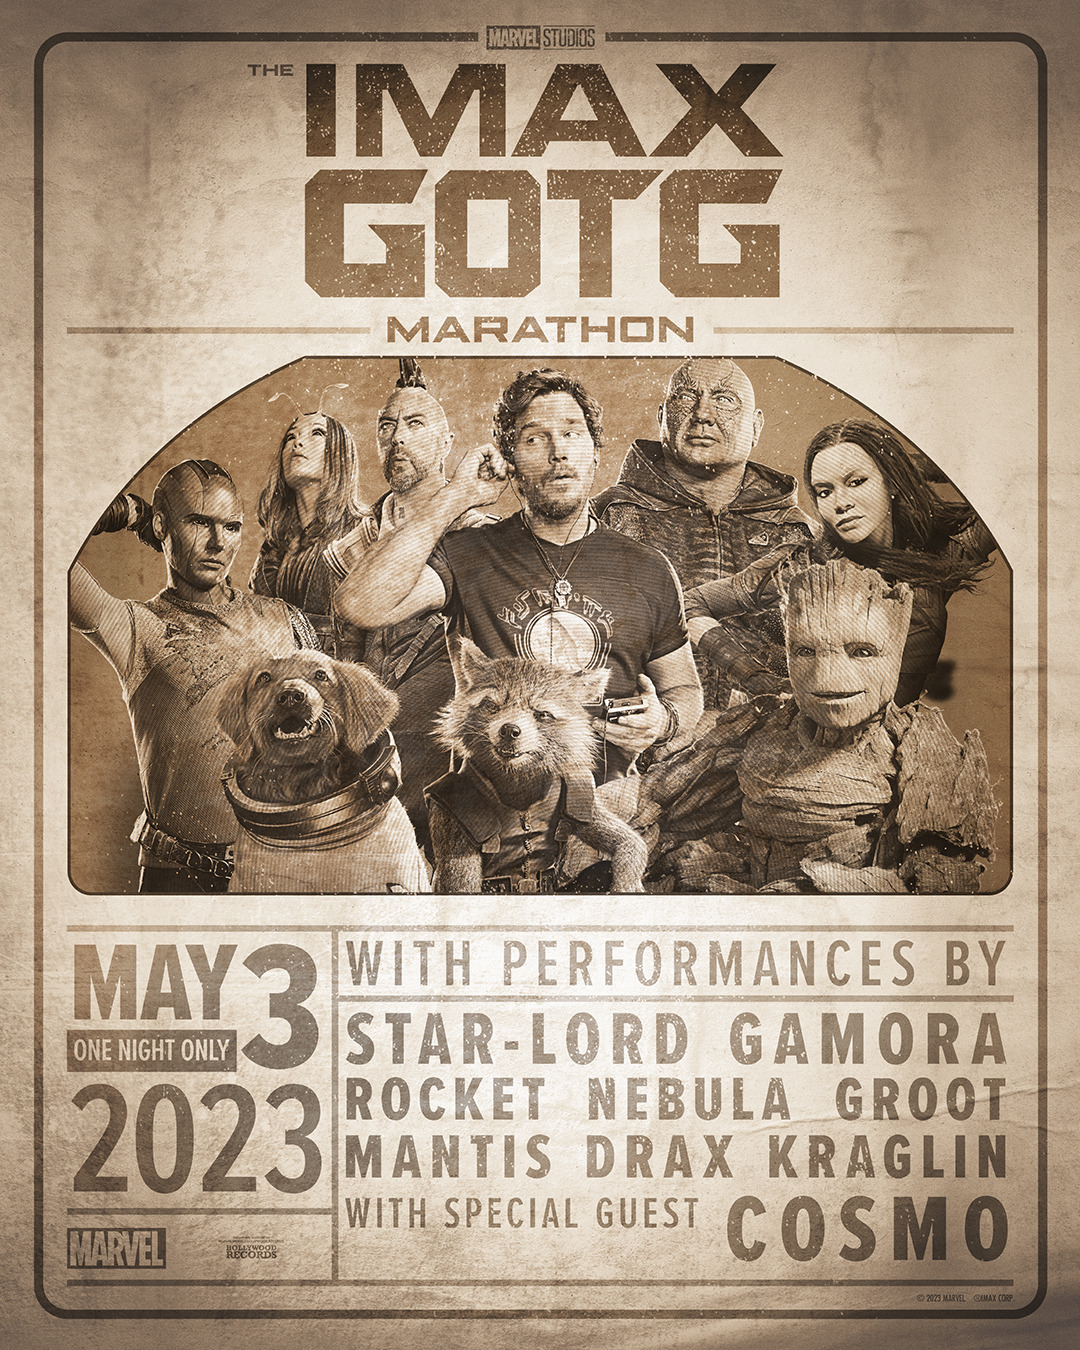 MARVEL STUDIOS
THE IMAX
GOTG
MARATHON
MAY 3
ONE NIGHT ONLY
2023
WITH PERFORMANCES BY
STAR-LORD GAMORA
ROCKET NEBULA GROOT
MANTIS DRAX KRAGLIN
WITH SPECIAL GUEST COSMO
MARVEL
HOLLYWOOD
RECORDS
© 2023 MARVEL ©IMAX CORP.